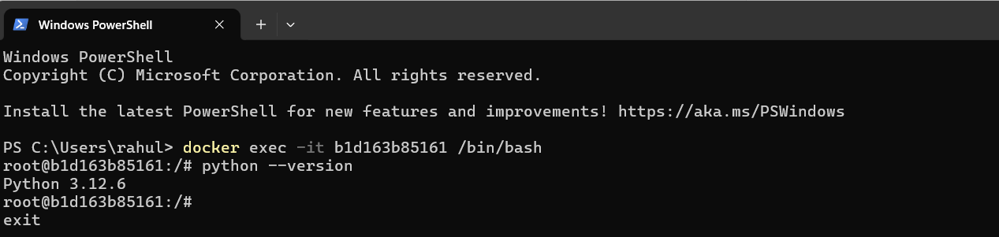 Windows PowerShell
Windows PowerShell
Copyright (C) Microsoft Corporation. All rights reserved.
Install the latest PowerShell for new features and improvements! https://aka.ms/PSWindows
PS C:\Users\rahul> docker exec -it b1d163b85161 /bin/bash
root@b1d163b85161:/# python --version
Python 3.12.6
root@b1d163b85161:/#
exit